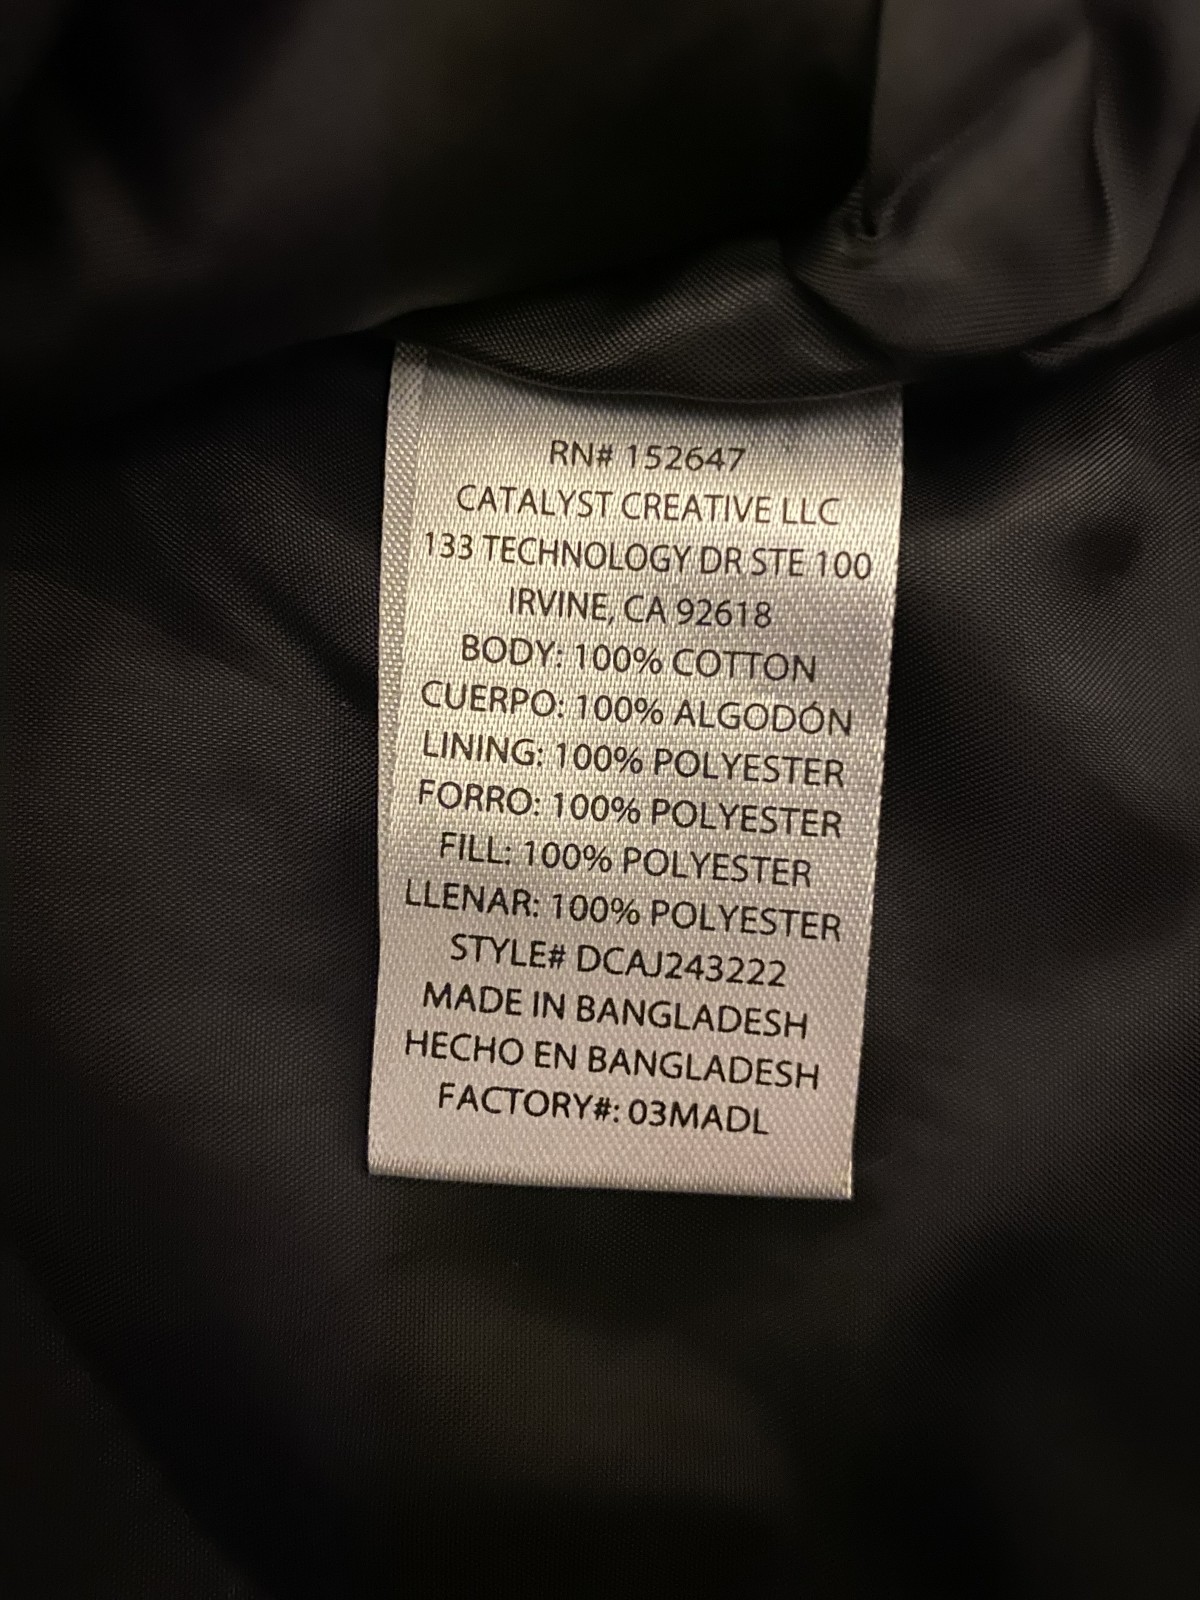 RN# 152647
CATALYST CREATIVE LLC
133 TECHNOLOGY DR STE 100
IRVINE, CA 92618
BODY: 100% COTTON
CUERPO: 100% ALGODÓN
LINING: 100% POLYESTER
FORRO: 100% POLYESTER
FILL: 100% POLYESTER
LLENAR: 100% POLYESTER
STYLE# DCAJ243222
MADE IN BANGLADESH
HECHO EN BANGLADESH
FACTORY#: 03MADL